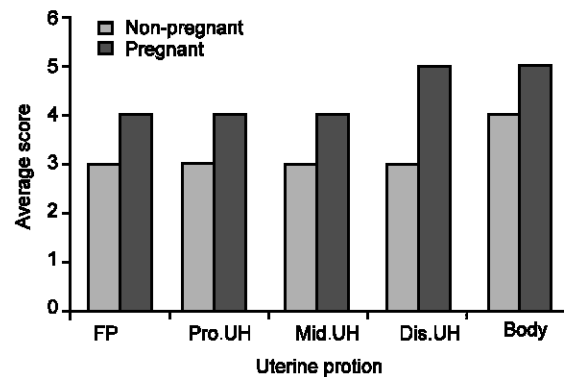 6
Non-pregnant
Pregnant
5
4
3
2
1
0
Average score
FP Pro.UH Mid.UH Dis.UH Body
Uterine protion